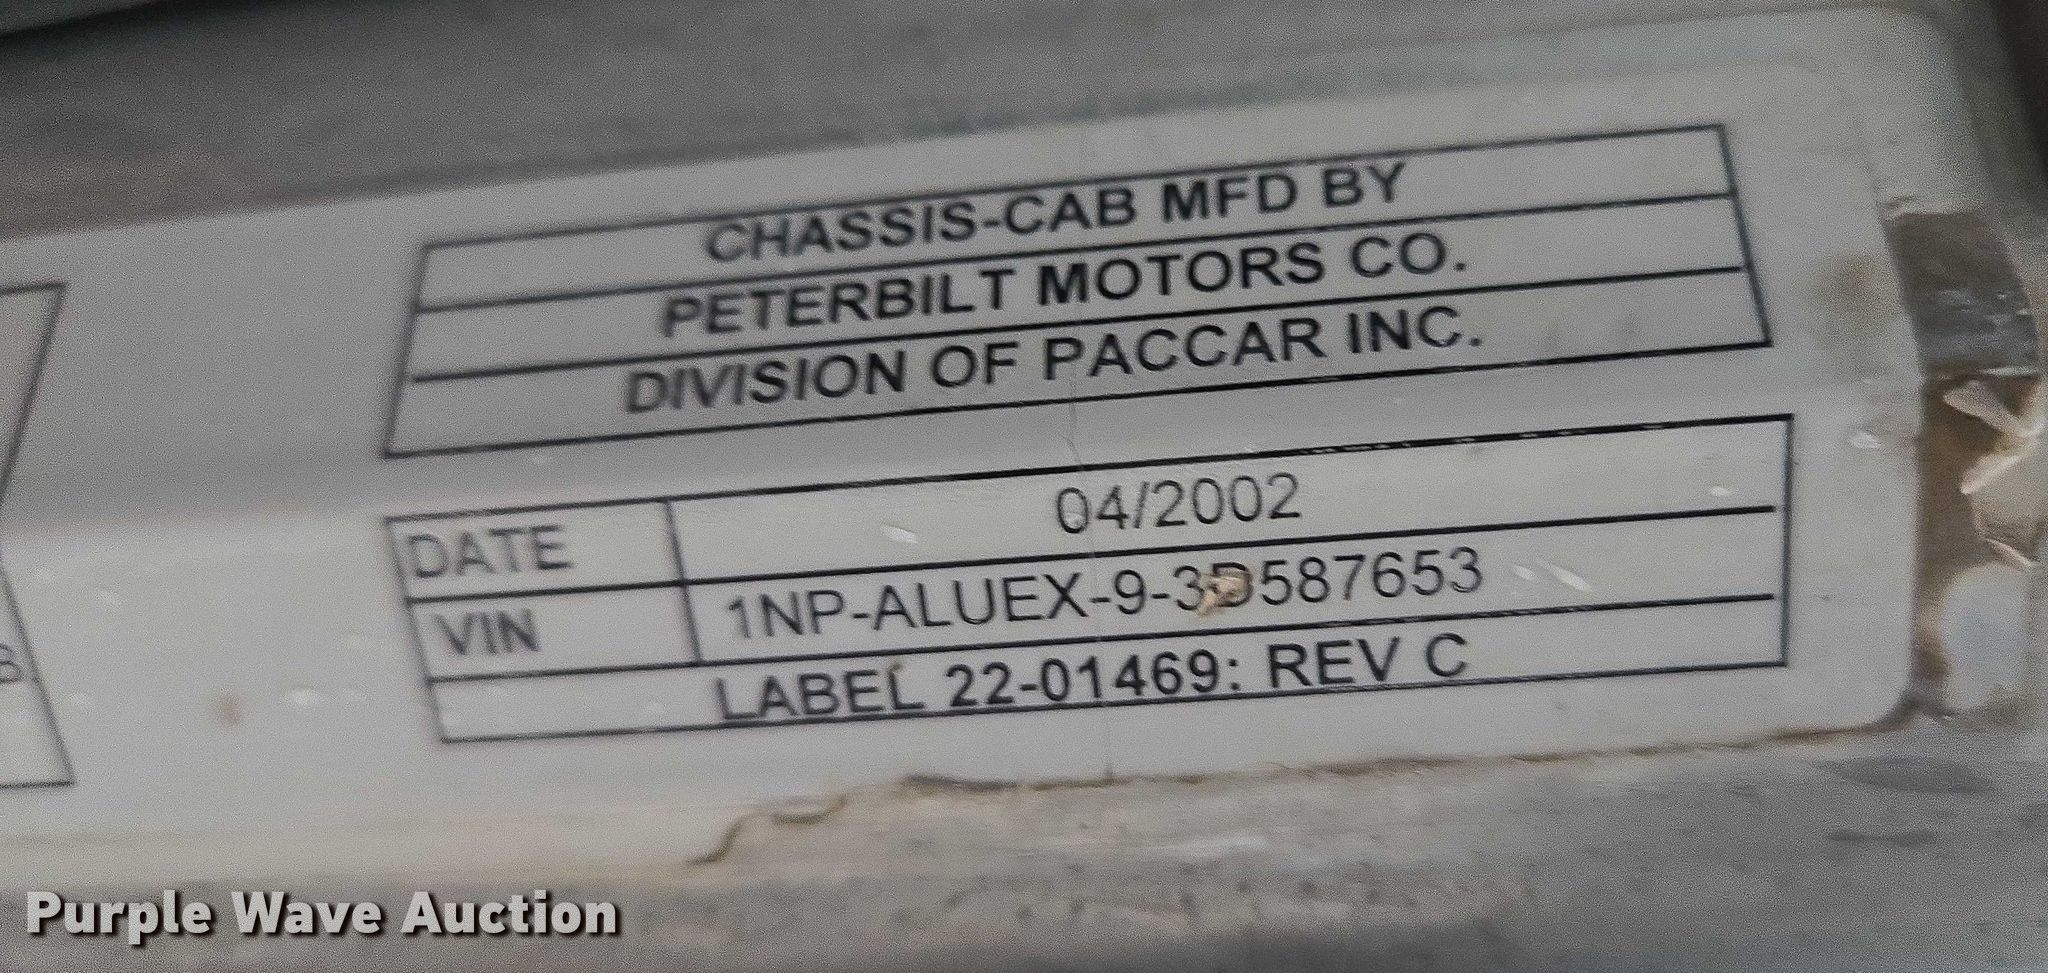 CHASSIS-CAB MFD BY
PETERBILT MOTORS CO.
DIVISION OF PACCAR INC.
DATE 04/2002
VIN 1NP-ALUEX-9-3D587653
LABEL 22-01469: REV C
B.
Purple Wave Auction